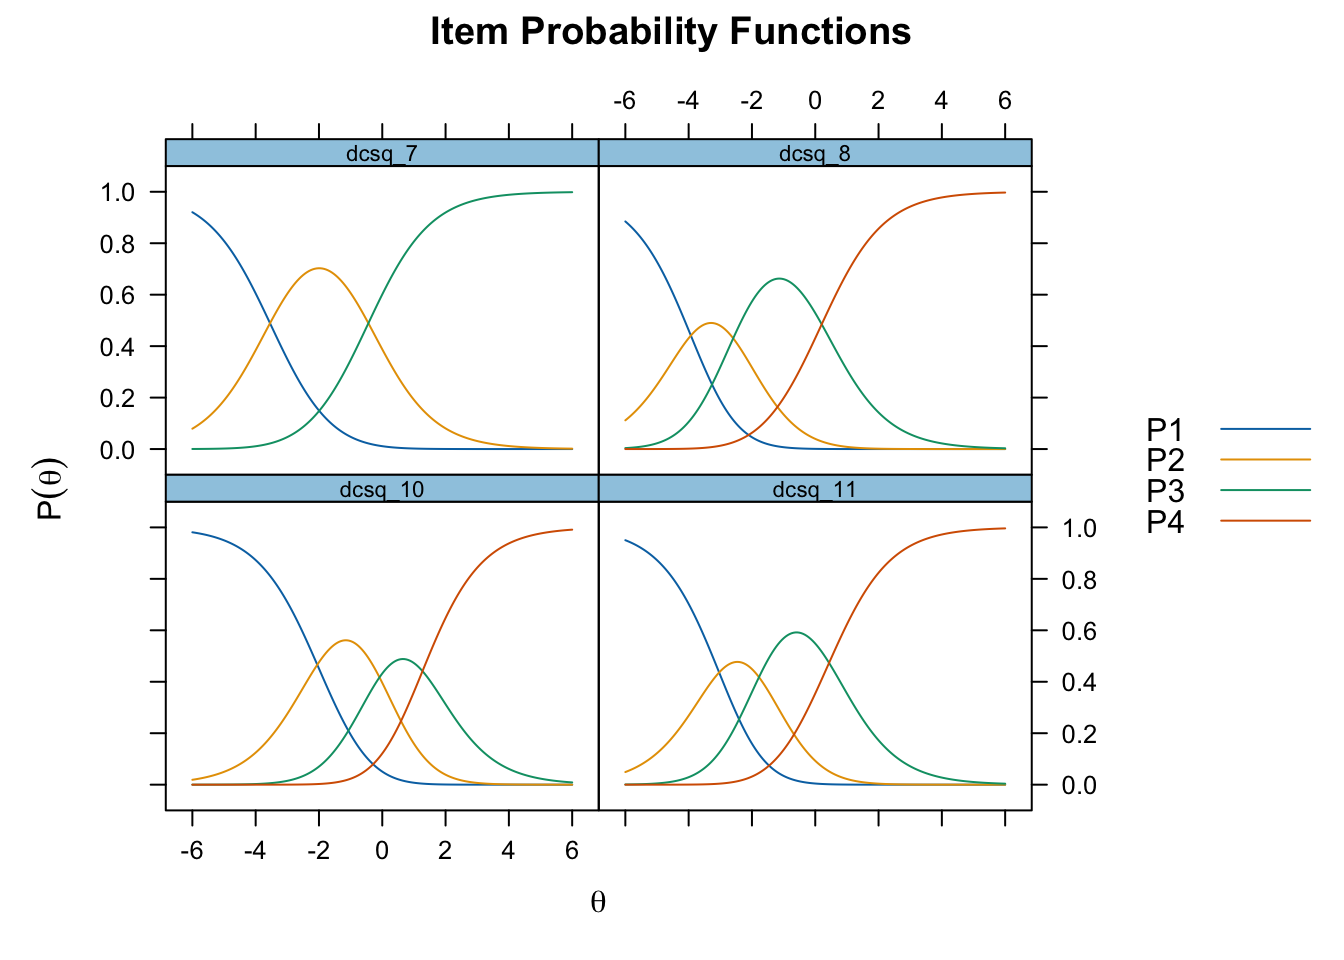 Item Probability Functions
-6 -4 -2 0 2 4 6
dcsq_7 dcsq_8
1.0
0.8
0.6
0.4
0.2
0.0
P(θ)
dcsq_10 dcsq_11
1.0
0.8
0.6
0.4
0.2
0.0
-6 -4 -2 0 2 4 6
θ
P1
P2
P3
P4